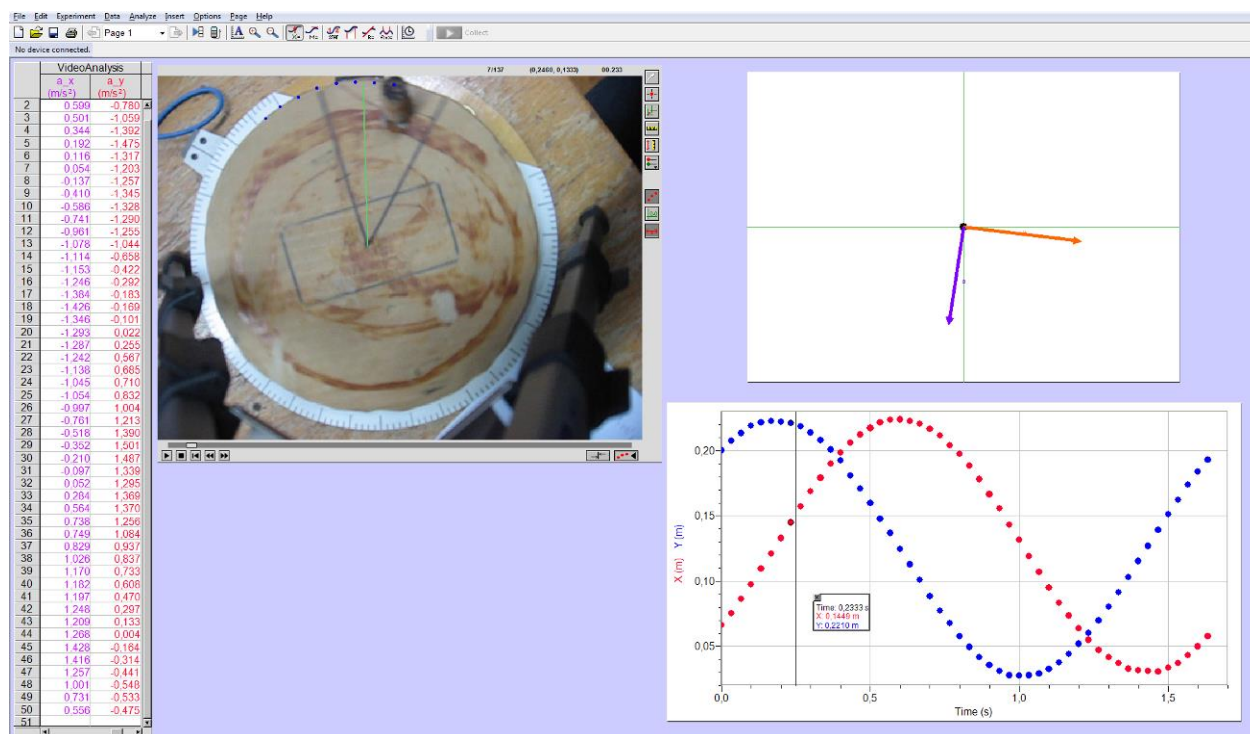 File Edit Experiment Data Analyze Insert Options Page Help
Page 1 Collect
No device connected.
VideoAnalysis
a_x a_y
(m/s²) (m/s²)
2 0,599 -0,780
3 0,501 -1,059
4 0,344 -1,392
5 0,192 -1,475
6 0,116 -1,317
7 0,054 -1,203
8 -0,137 -1,257
9 -0,410 -1,345
10 -0,586 -1,328
11 -0,741 -1,290
12 -0,961 -1,255
13 -1,078 -1,044
14 -1,114 -0,658
15 -1,153 -0,422
16 -1,246 -0,292
17 -1,384 -0,183
18 -1,426 -0,169
19 -1,346 -0,101
20 -1,293 0,022
21 -1,287 0,255
22 -1,242 0,567
23 -1,138 0,685
24 -1,045 0,710
25 -1,054 0,832
26 -0,997 1,004
27 -0,761 1,213
28 -0,518 1,390
29 -0,352 1,501
30 -0,210 1,487
31 -0,097 1,339
32 0,052 1,295
33 0,284 1,369
34 0,564 1,370
35 0,738 1,256
36 0,749 1,084
37 0,829 0,937
38 1,026 0,837
39 1,170 0,733
40 1,182 0,608
41 1,197 0,470
42 1,248 0,297
43 1,209 0,133
44 1,268 0,004
45 1,428 -0,164
46 1,416 -0,314
47 1,257 -0,441
48 1,001 -0,548
49 0,731 -0,533
50 0,556 -0,475
51
7/137 (0,2460, 0,1333) 00.233
0,20
0,15
0,10
0,05
X (m) Y (m)
Time: 0,2333 s
X: 0,1449 m
Y: 0,2210 m
0,0 0,5 1,0 1,5
Time (s)